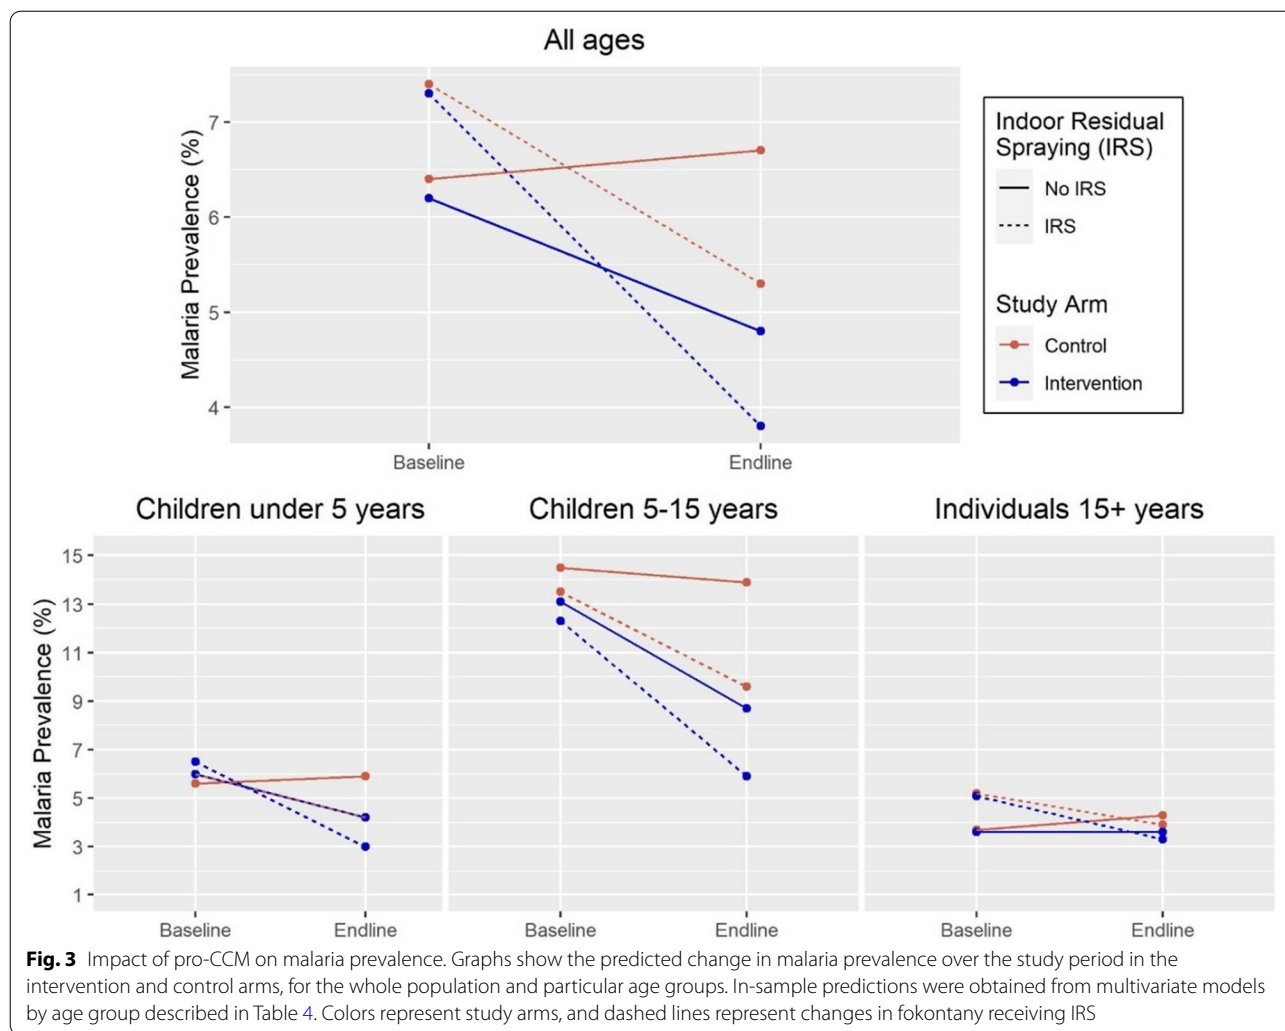 All ages
Malaria Prevalence (%)
7
6
5
4
Baseline
Endline
Indoor Residual
Spraying (IRS)
No IRS
IRS
Study Arm
Control
Intervention
Children under 5 years
Children 5-15 years
Individuals 15+ years
Malaria Prevalence (%)
15
13
11
9
7
5
3
1
Baseline
Endline
Baseline
Endline
Baseline
Endline
Fig. 3 Impact of pro-CCM on malaria prevalence. Graphs show the predicted change in malaria prevalence over the study period in the
intervention and control arms, for the whole population and particular age groups. In-sample predictions were obtained from multivariate models
by age group described in Table 4. Colors represent study arms, and dashed lines represent changes in fokontany receiving IRS